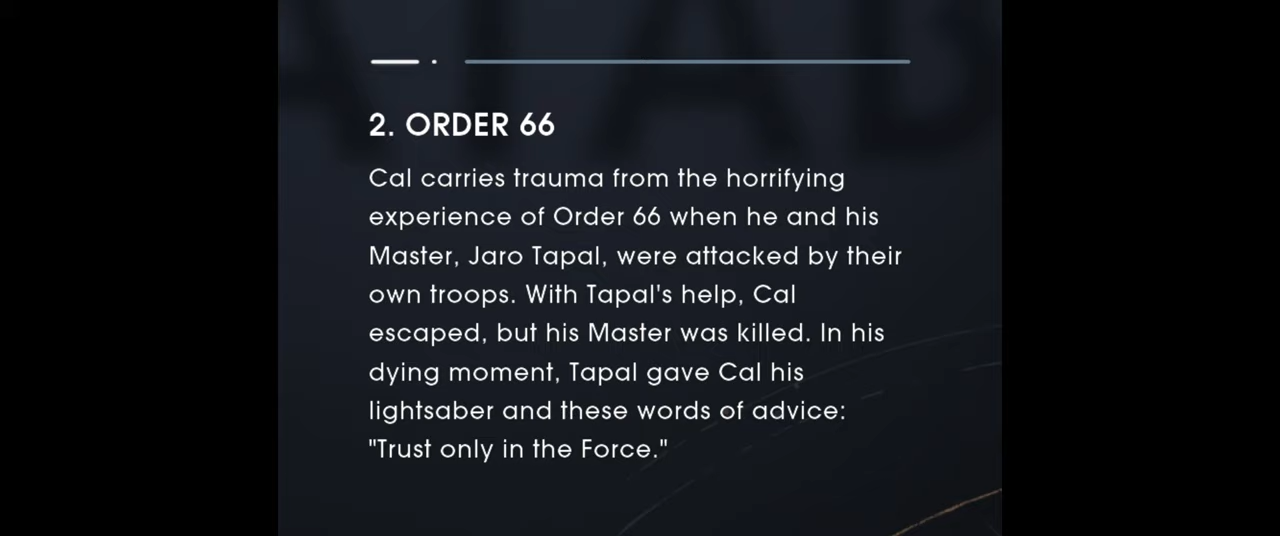 2. ORDER 66
Cal carries trauma from the horrifying
experience of Order 66 when he and his
Master, Jaro Tapal, were attacked by their
own troops. With Tapal's help, Cal
escaped, but his Master was killed. In his
dying moment, Tapal gave Cal his
lightsaber and these words of advice:
"Trust only in the Force."